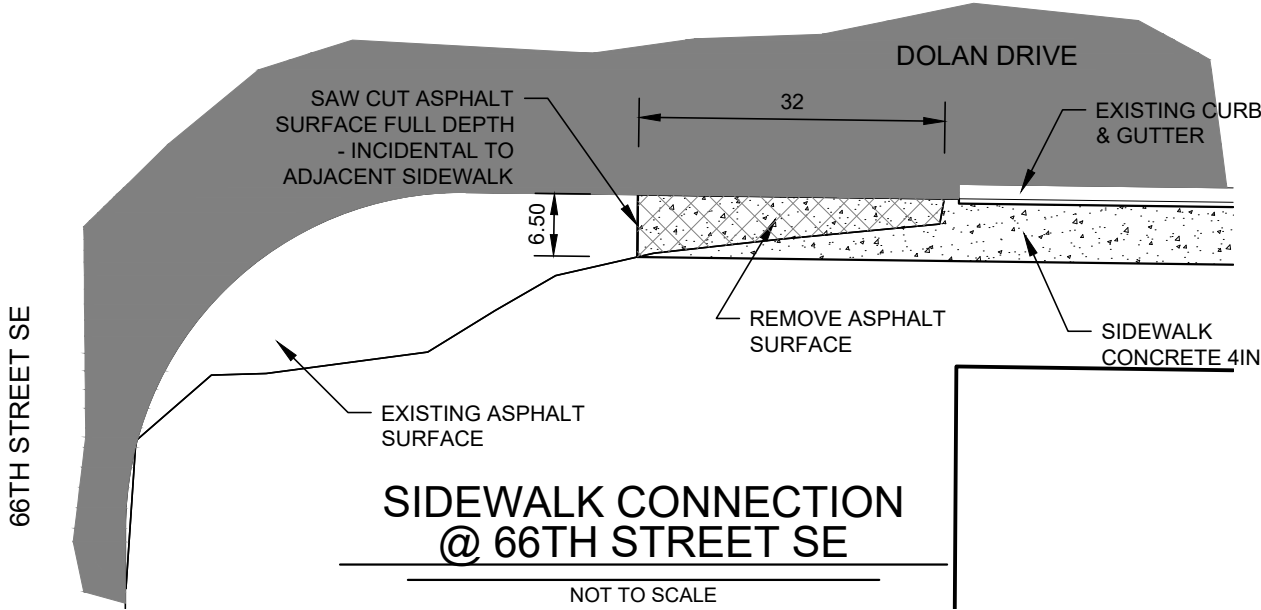 DOLAN DRIVE
SAW CUT ASPHALT
SURFACE FULL DEPTH
- INCIDENTAL TO
ADJACENT SIDEWALK
32
EXISTING CURB
& GUTTER
6.50
REMOVE ASPHALT
SURFACE
SIDEWALK
CONCRETE 4IN
EXISTING ASPHALT
SURFACE
66TH STREET SE
SIDEWALK CONNECTION
@ 66TH STREET SE
NOT TO SCALE